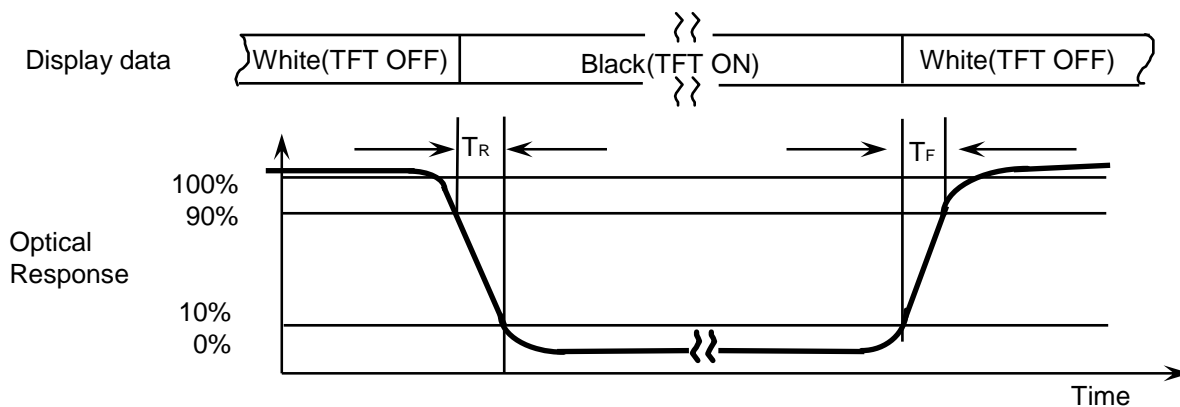 Display data
White(TFT OFF)
Black(TFT ON)
White(TFT OFF)
TR
TF
100%
90%
Optical
Response
10%
0%
Time